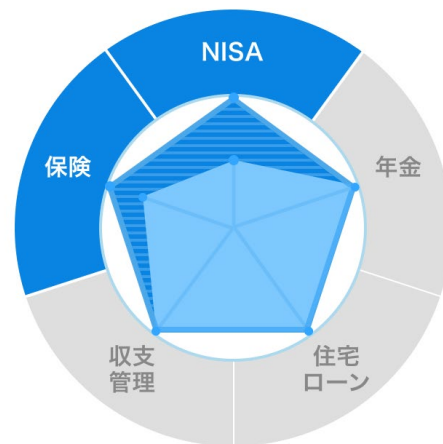 NISA
保険
年金
収支
管理
住宅
ローン